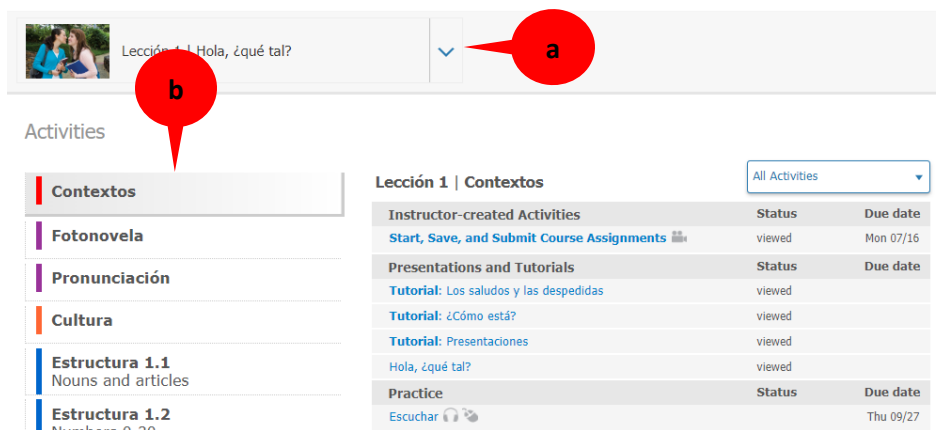 Lección 1 | Hola, ¿qué tal?
a
b
Activities
Contextos
Fotonovela
Pronunciación
Cultura
Estructura 1.1
Nouns and articles
Estructura 1.2
Numbers 0-30
Lección 1 | Contextos
All Activities
Instructor-created Activities Status Due date
Start, Save, and Submit Course Assignments viewed Mon 07/16
Presentations and Tutorials Status Due date
Tutorial: Los saludos y las despedidas viewed
Tutorial: ¿Cómo está? viewed
Tutorial: Presentaciones viewed
Hola, ¿qué tal? viewed
Practice Status Due date
Escuchar Thu 09/27